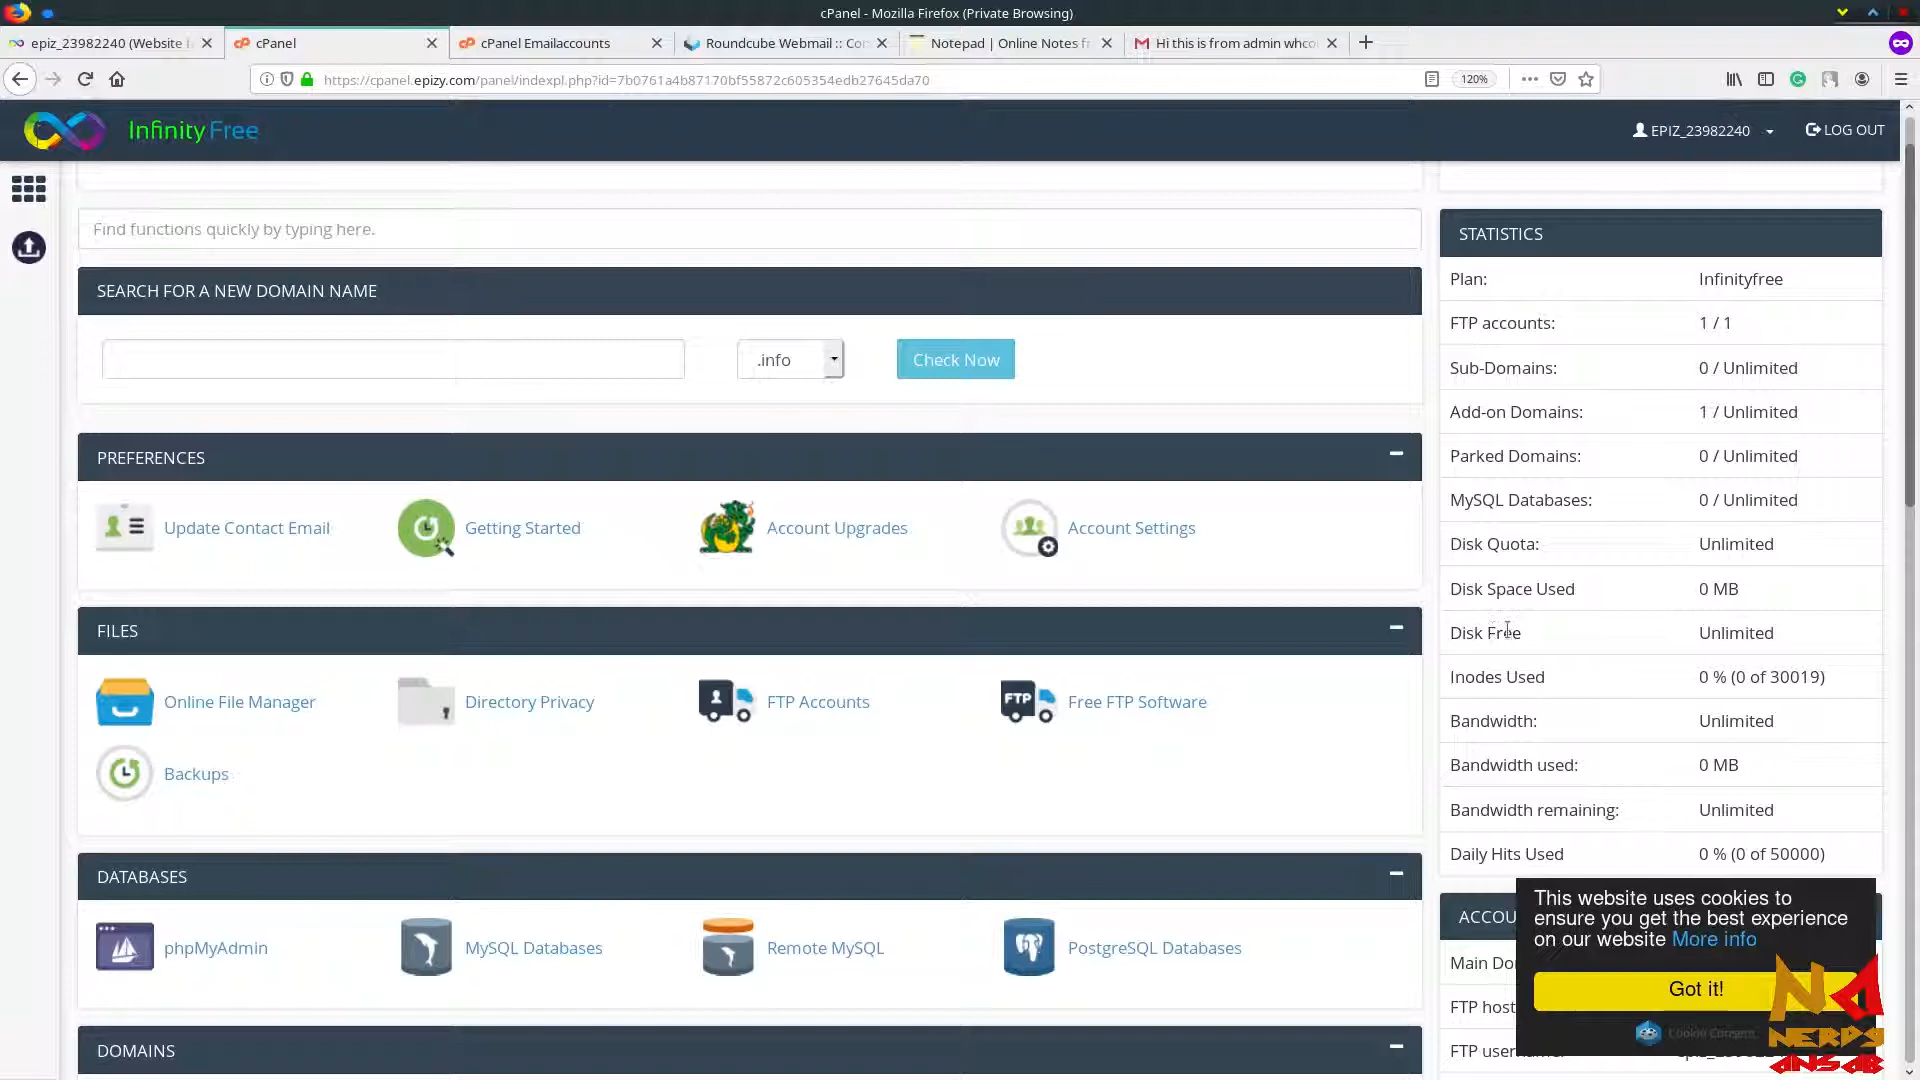 cPanel - Mozilla Firefox (Private Browsing)
epiz_23982240 (Website
cPanel
cPanel Emailaccounts
Roundcube Webmail :: Co
Notepad | Online Notes f
Hi this is from admin whco
https://cpanel.epizy.com/panel/indexpl.php?id=7b0761a4b87170bf55872c605354edb27645da70
120%
InfinityFree
EPIZ_23982240
LOG OUT
Find functions quickly by typing here.
SEARCH FOR A NEW DOMAIN NAME
.info
Check Now
PREFERENCES
Update Contact Email
Getting Started
Account Upgrades
Account Settings
FILES
Online File Manager
Directory Privacy
FTP Accounts
FTP
Free FTP Software
Backups
DATABASES
phpMyAdmin
MySQL Databases
Remote MySQL
PostgreSQL Databases
DOMAINS
STATISTICS
Plan: Infinityfree
FTP accounts: 1 / 1
Sub-Domains: 0 / Unlimited
Add-on Domains: 1 / Unlimited
Parked Domains: 0 / Unlimited
MySQL Databases: 0 / Unlimited
Disk Quota: Unlimited
Disk Space Used 0 MB
Disk Free Unlimited
Inodes Used 0 % (0 of 30019)
Bandwidth: Unlimited
Bandwidth used: 0 MB
Bandwidth remaining: Unlimited
Daily Hits Used 0 % (0 of 50000)
ACCOU
Main Do
FTP host
FTP username:
This website uses cookies to
ensure you get the best experience
on our website More info
Got it!
Cookie Consent
NA
NERDS
ANSAB